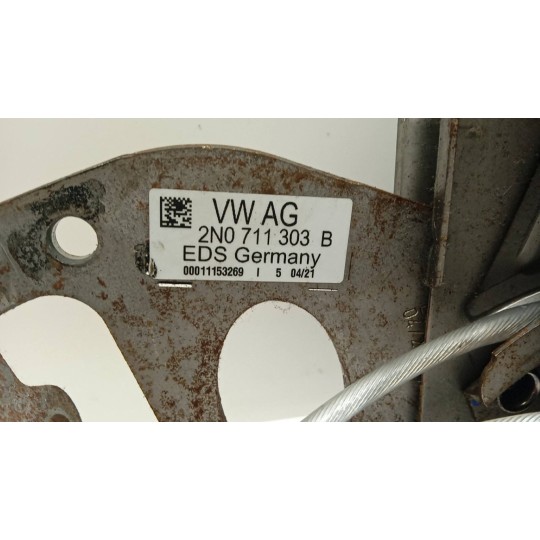 VW AG
2N0 711 303 B
EDS Germany
00011153269 I 5 04/21